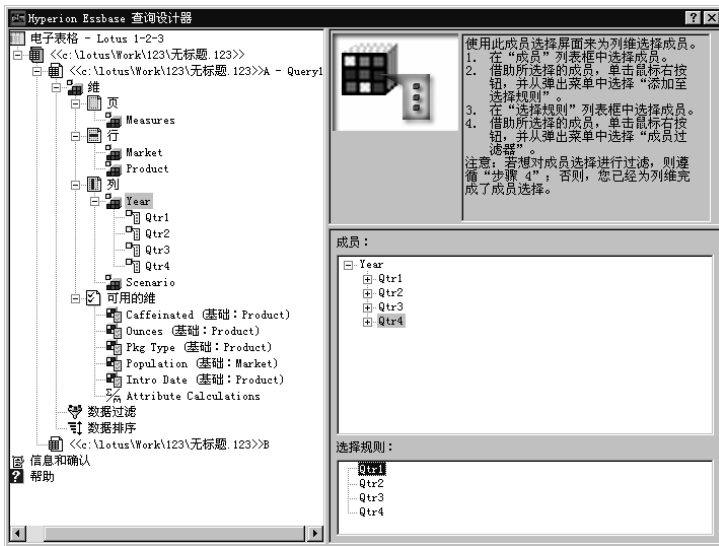 Hyperion Essbase 查询设计器
电子表格 - Lotus 1-2-3
<<c:\lotus\Work\123\无标题.123>>
<<c:\lotus\Work\123\无标题.123>>A - Query1
维
页
Measures
行
Market
Product
列
Year
Qtr1
Qtr2
Qtr3
Qtr4
Scenario
可用的维
Caffeinated (基础：Product)
Ounces (基础：Product)
Pkg Type (基础：Product)
Population (基础：Market)
Intro Date (基础：Product)
Attribute Calculations
数据过滤
数据排序
<<c:\lotus\Work\123\无标题.123>>B
信息和确认
帮助
使用此成员选择屏面来为列维选择成员。
1. 在“成员”列表框中选择成员。
2. 借助所选择的成员，单击鼠标右按
钮，并从弹出菜单中选择“添加至
选择规则”。
3. 在“选择规则”列表框中选择成员。
4. 借助所选择的成员，单击鼠标右按
钮，并从弹出菜单中选择“成员过
滤器”。
注意：若想对成员选择进行过滤，则遵
循“步骤 4”；否则，您已经为列维完
成了成员选择。
成员：
Year
Qtr1
Qtr2
Qtr3
Qtr4
选择规则：
Qtr1
Qtr2
Qtr3
Qtr4